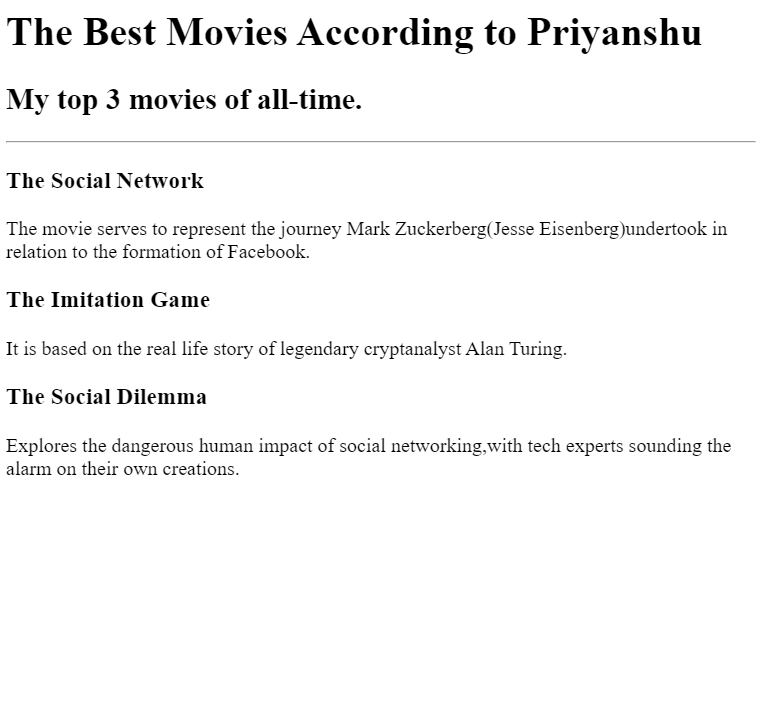 The Best Movies According to Priyanshu
My top 3 movies of all-time.
The Social Network
The movie serves to represent the journey Mark Zuckerberg(Jesse Eisenberg)undertook in
relation to the formation of Facebook.
The Imitation Game
It is based on the real life story of legendary cryptanalyst Alan Turing.
The Social Dilemma
Explores the dangerous human impact of social networking,with tech experts sounding the
alarm on their own creations.